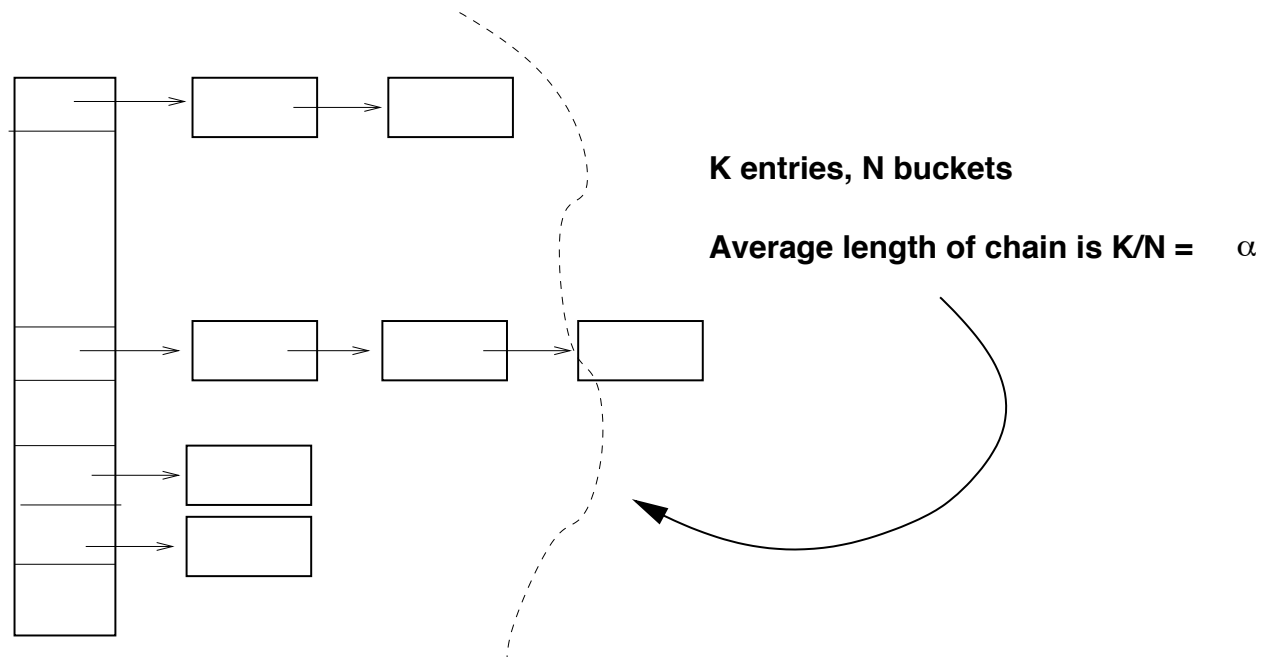 K entries, N buckets
Average length of chain is K/N = α